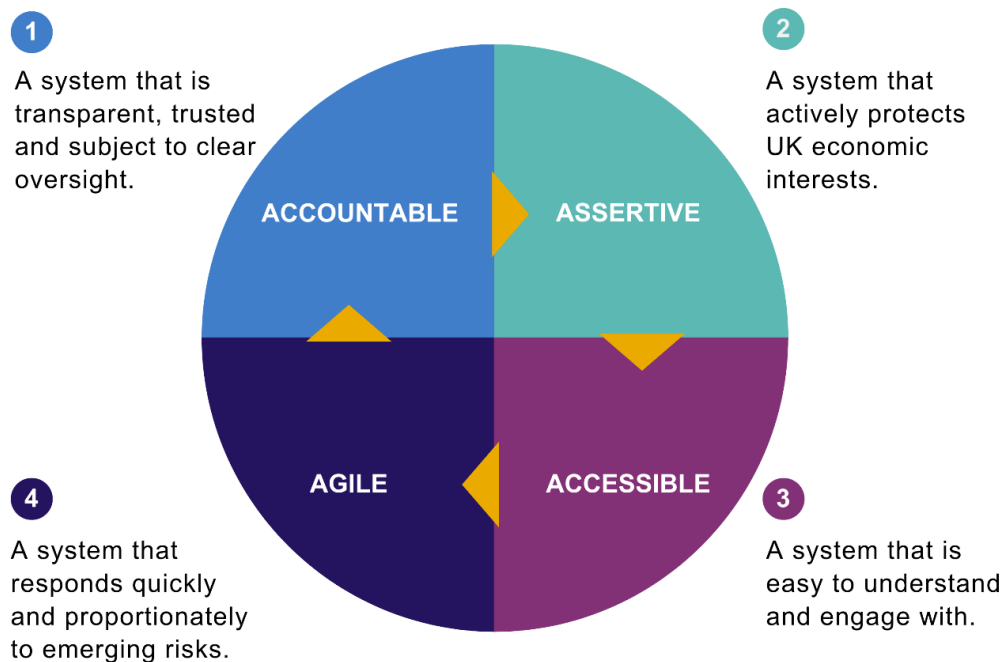 1
A system that is
transparent, trusted
and subject to clear
oversight.
2
A system that
actively protects
UK economic
interests.
ACCOUNTABLE
ASSERTIVE
AGILE
ACCESSIBLE
4
A system that
responds quickly
and proportionately
to emerging risks.
3
A system that is
easy to understand
and engage with.